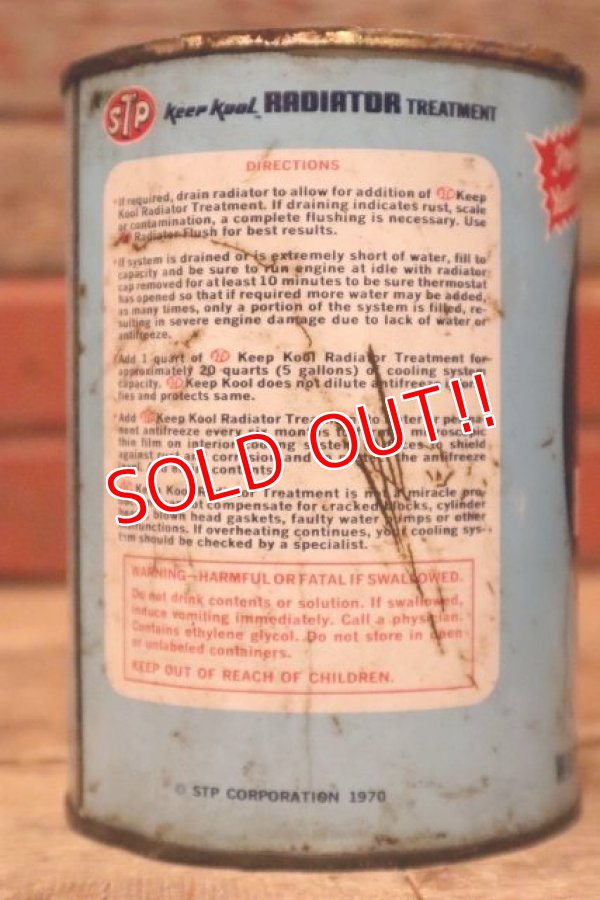 STP Keep Kool RADIATOR TREATMENT
DIRECTIONS
If required, drain radiator to allow for addition of STP Keep
Kool Radiator Treatment. If draining indicates rust, scale
or contamination, a complete flushing is necessary. Use
Radiator Flush for best results.
If system is drained or is extremely short of water, fill to
capacity and be sure to run engine at idle with radiator
cap removed for at least 10 minutes to be sure thermostat
has opened so that if required more water may be added,
as many times, only a portion of the system is filled, re-
sulting in severe engine damage due to lack of water or
antifreeze.
Add 1 quart of STP Keep Kool Radiator Treatment for
approximately 20 quarts (5 gallons) of cooling system
capacity. STP Keep Kool does not dilute antifreeze
fies and protects same.
Add STP Keep Kool Radiator to water or
antifreeze every six months to microscopic
thin film on interior cooling system to shield
against rust and corrosion and the antifreeze
contents
Keep Kool Radiator Treatment is not a miracle pro-
not compensate for cracked blocks, cylinder
blown head gaskets, faulty water pumps or other
malfunctions. If overheating continues, your cooling sys-
tem should be checked by a specialist.
WARNING—HARMFUL OR FATAL IF SWALLOWED.
Do not drink contents or solution. If swallowed,
induce vomiting immediately. Call a physician.
Contains ethylene glycol. Do not store in open
or unlabeled containers.
KEEP OUT OF REACH OF CHILDREN.
© STP CORPORATION 1970
SOLD OUT!!